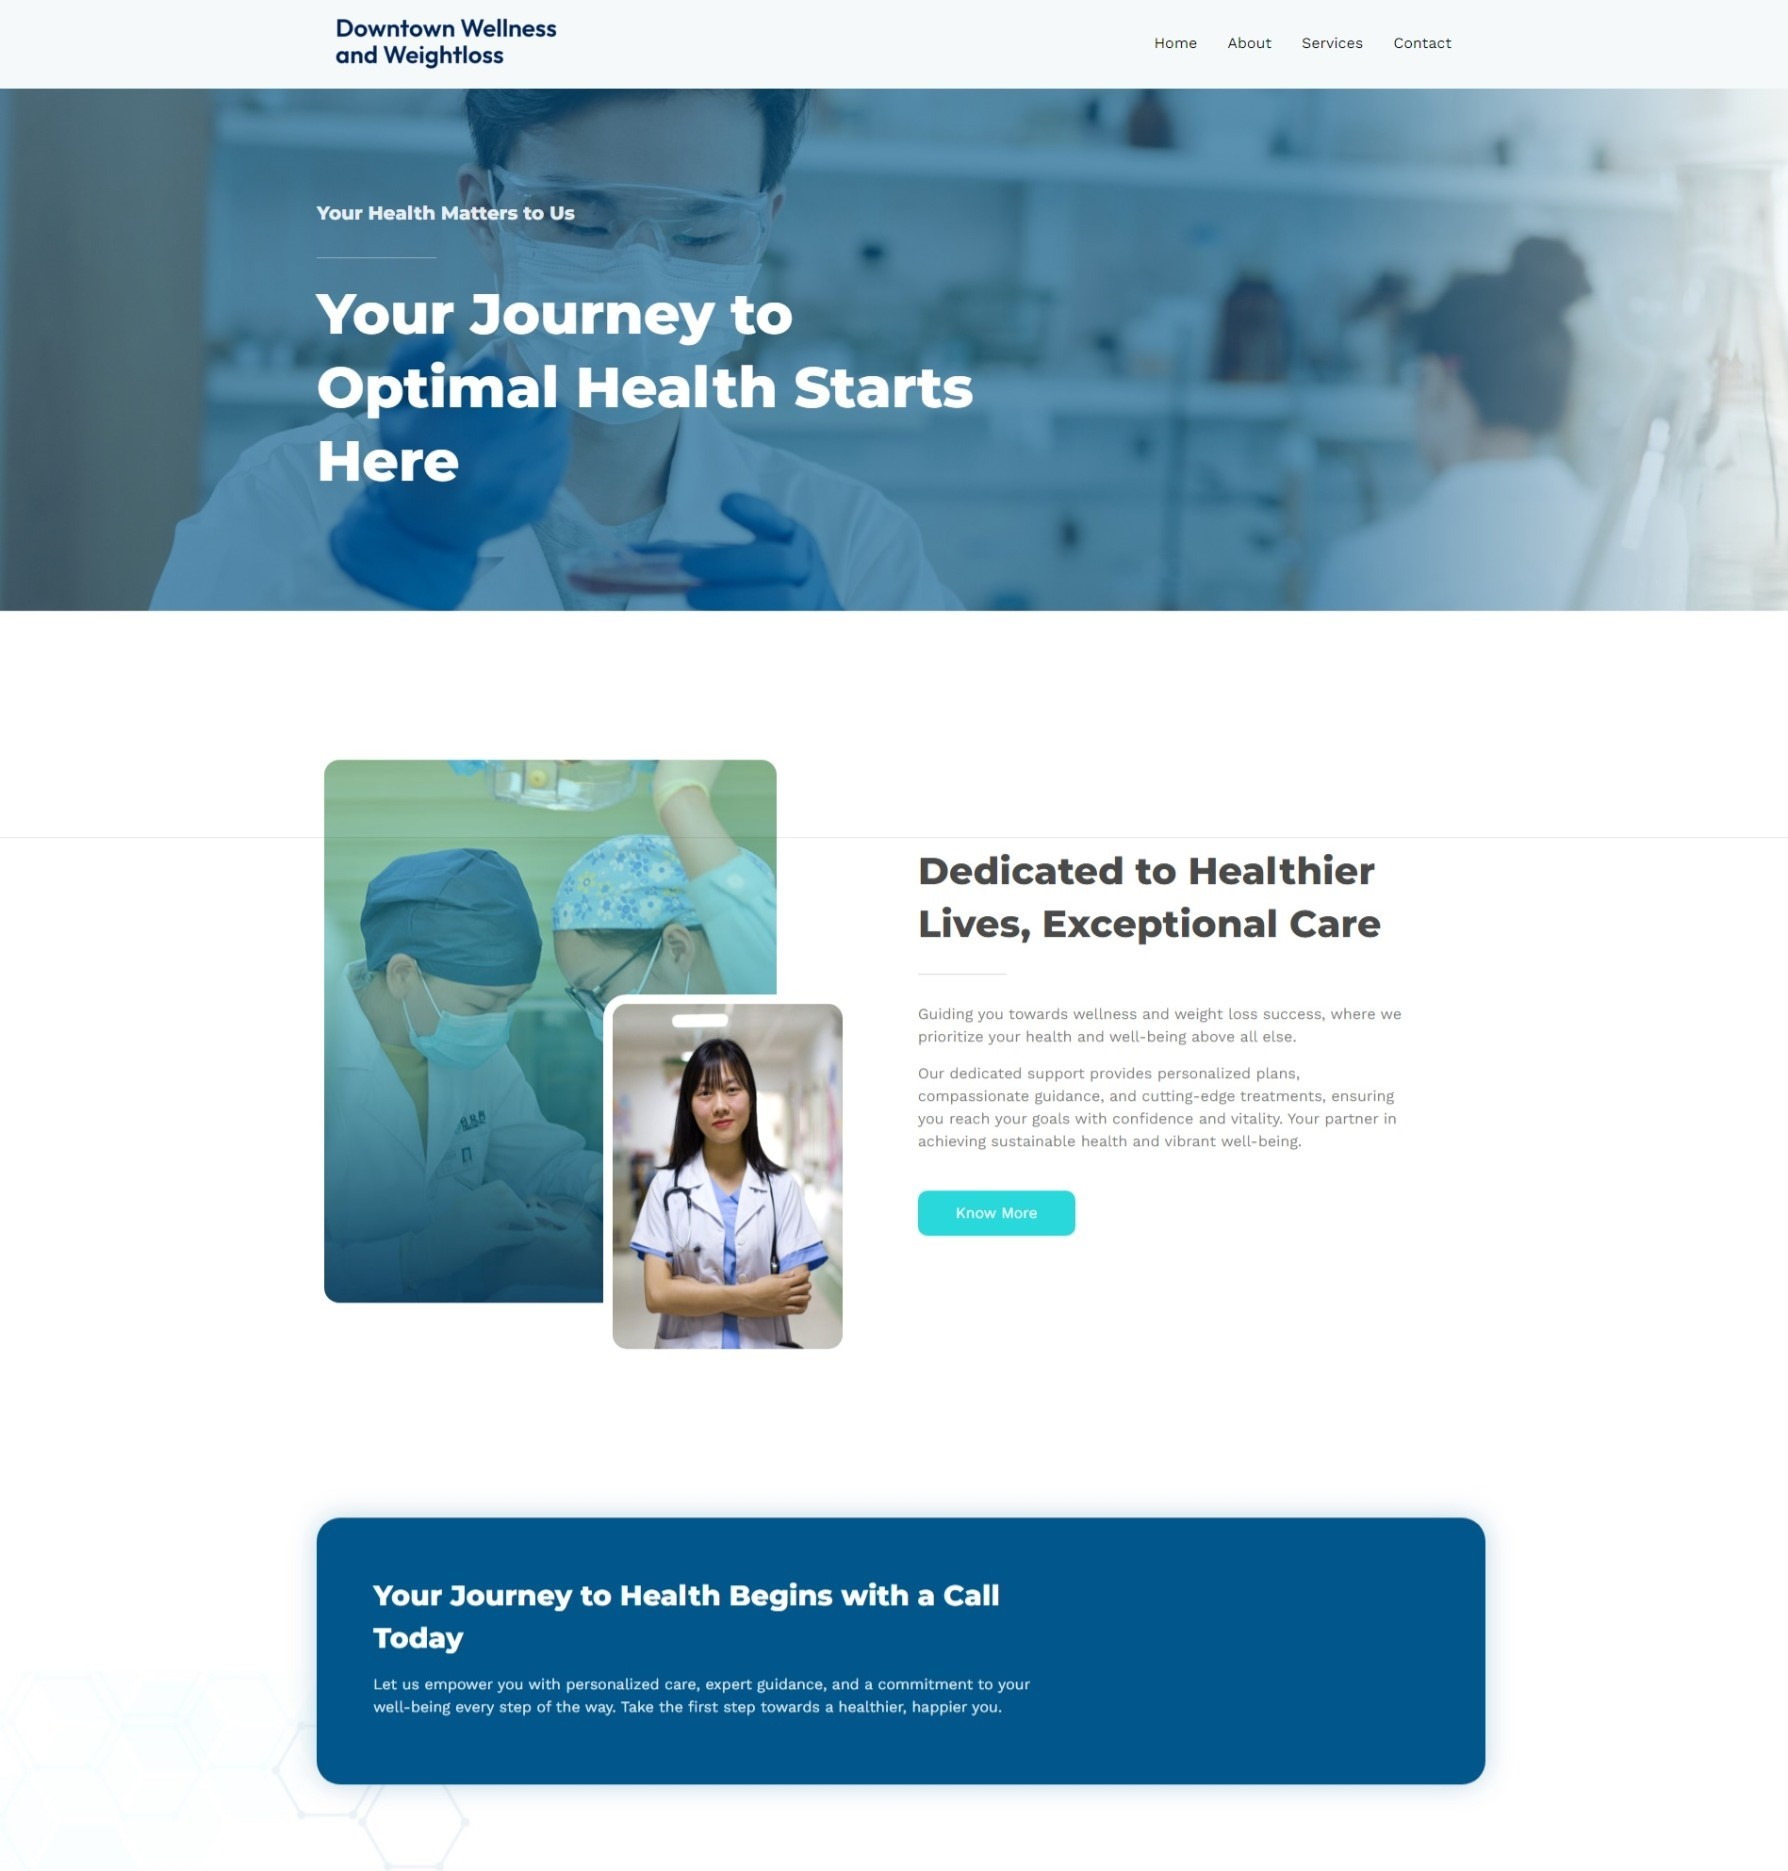 Downtown Wellness
and Weightloss
Home
About
Services
Contact
Your Health Matters to Us
Your Journey to
Optimal Health Starts
Here
Dedicated to Healthier
Lives, Exceptional Care
Guiding you towards wellness and weight loss success, where we
prioritize your health and well-being above all else.
Our dedicated support provides personalized plans,
compassionate guidance, and cutting-edge treatments, ensuring
you reach your goals with confidence and vitality. Your partner in
achieving sustainable health and vibrant well-being.
Know More
Your Journey to Health Begins with a Call
Today
Let us empower you with personalized care, expert guidance, and a commitment to your
well-being every step of the way. Take the first step towards a healthier, happier you.